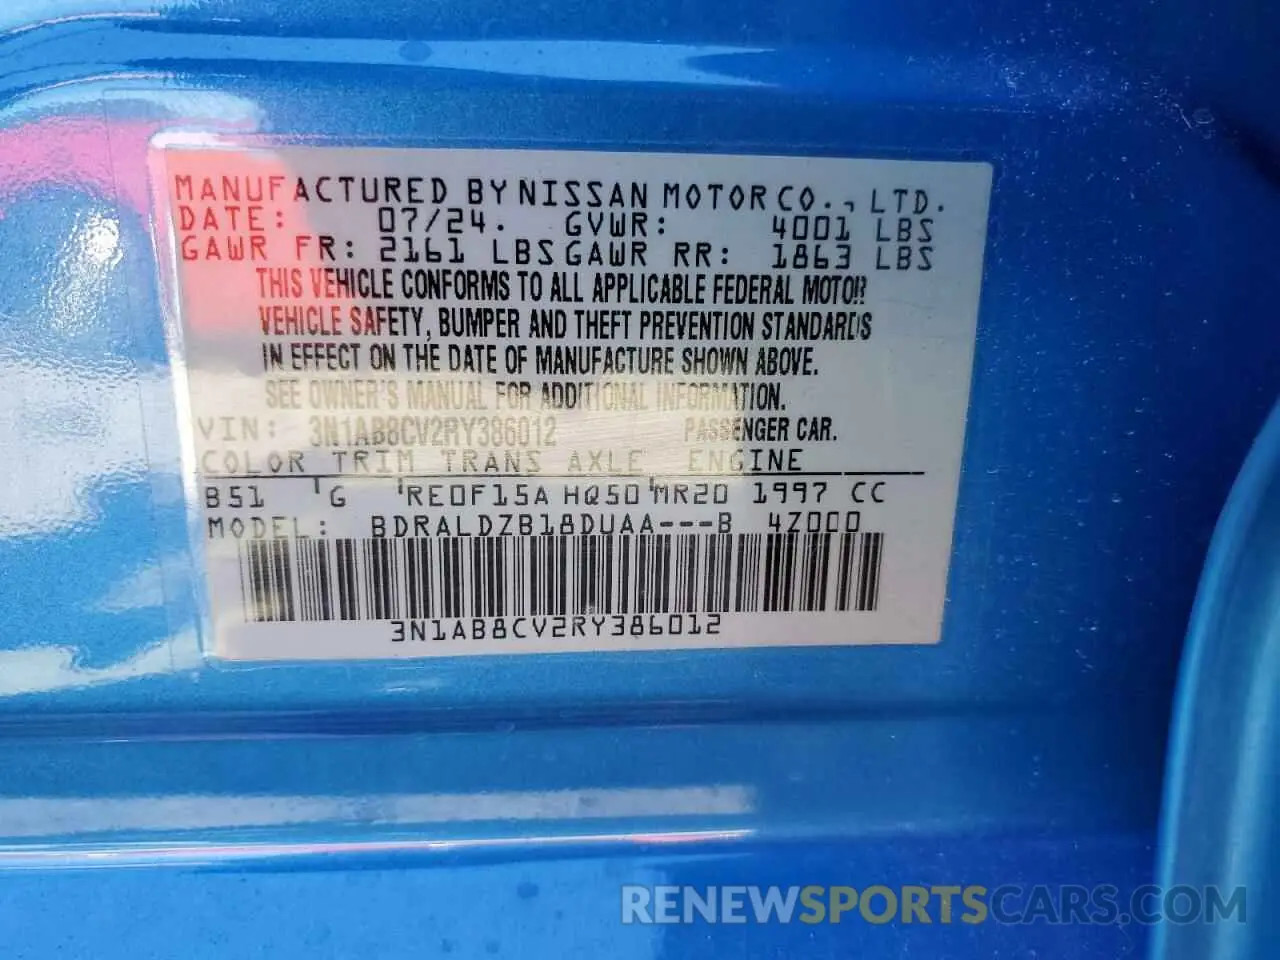 MANUFACTURED BY NISSAN MOTOR CO., LTD.
DATE: 07/24. GVWR: 4001 LBS
GAWR FR: 2161 LBS GAWR RR: 1863 LBS
THIS VEHICLE CONFORMS TO ALL APPLICABLE FEDERAL MOTOR
VEHICLE SAFETY, BUMPER AND THEFT PREVENTION STANDARDS
IN EFFECT ON THE DATE OF MANUFACTURE SHOWN ABOVE.
SEE OWNER'S MANUAL FOR ADDITIONAL INFORMATION.
VIN: 3N1AB8CV2RY386012 PASSENGER CAR.
COLOR TRIM TRANS AXLE ENGINE
B51 G RE0F15A HQ50 MR20 1997 CC
MODEL: BDRALDZB18DUAA---B 4Z000
3N1AB8CV2RY386012
RENEWSPORTSCARS.COM